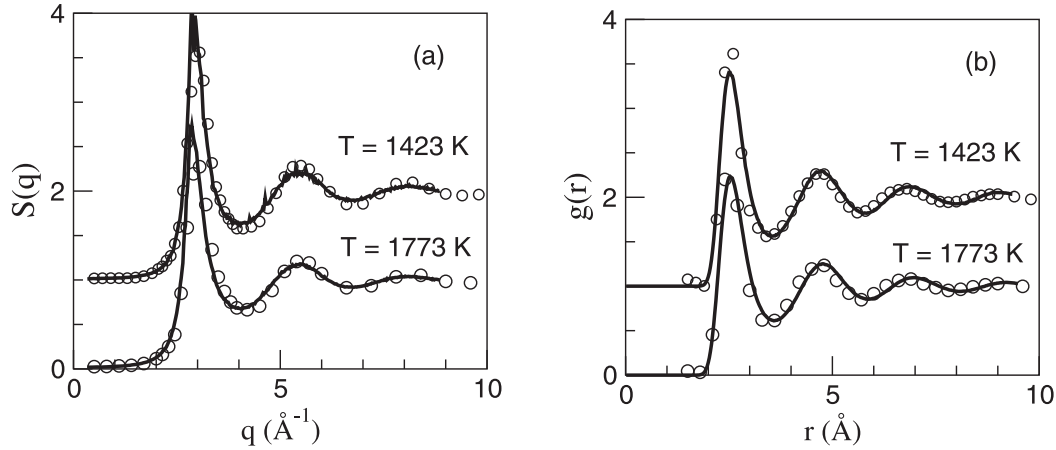 4
(a)
T = 1423 K
S(q)
2
T = 1773 K
0
0
5
10
q (Å⁻¹)
4
(b)
T = 1423 K
g(r)
2
T = 1773 K
0
0
5
10
r (Å)